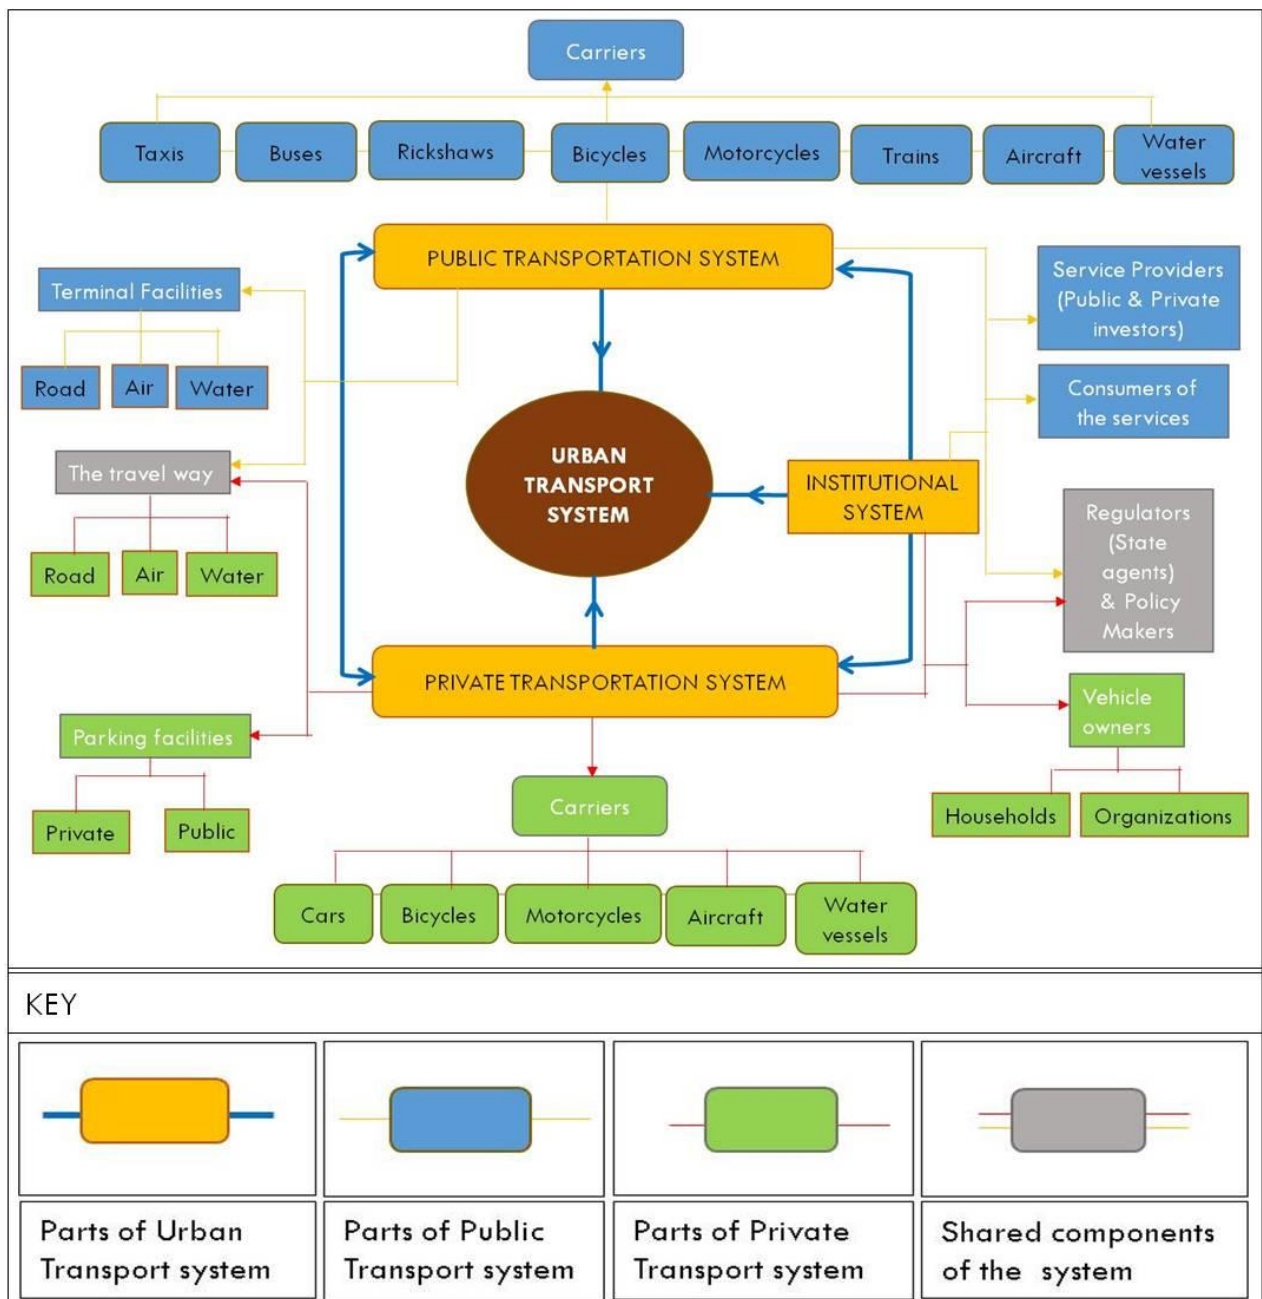 Carriers
Taxis
Buses
Rickshaws
Bicycles
Motorcycles
Trains
Aircraft
Water
vessels
PUBLIC TRANSPORTATION SYSTEM
Terminal Facilities
Road
Air
Water
Service Providers
(Public & Private
investors)
Consumers of
the services
The travel way
Road
Air
Water
URBAN
TRANSPORT
SYSTEM
INSTITUTIONAL
SYSTEM
Regulators
(State
agents)
& Policy
Makers
PRIVATE TRANSPORTATION SYSTEM
Parking facilities
Private
Public
Vehicle
owners
Households
Organizations
Carriers
Cars
Bicycles
Motorcycles
Aircraft
Water
vessels
KEY
Parts of Urban
Transport system
Parts of Public
Transport system
Parts of Private
Transport system
Shared components
of the system